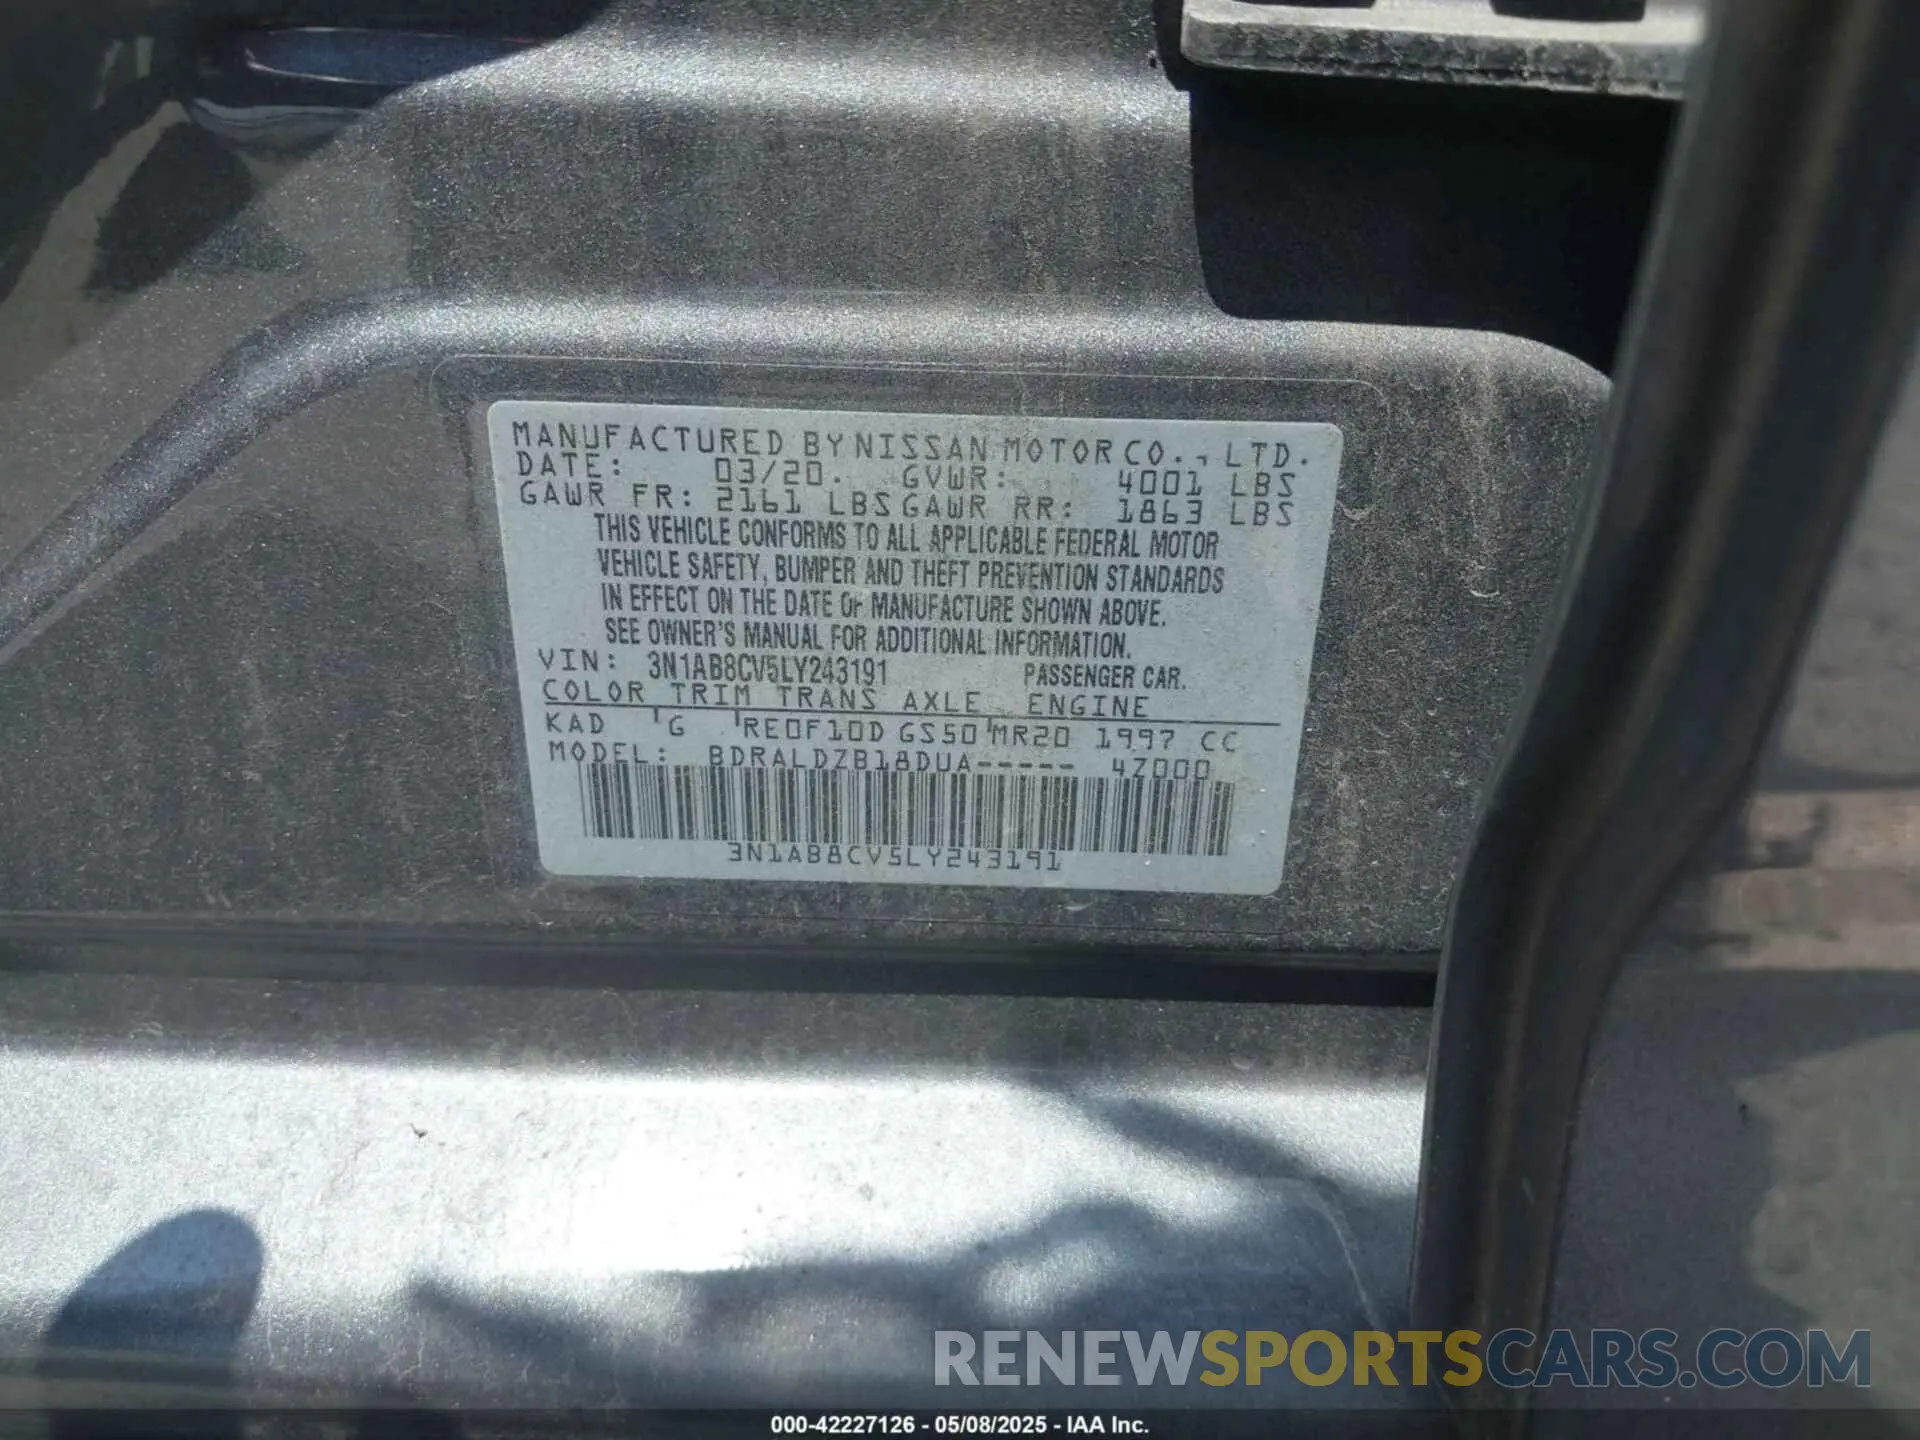 MANUFACTURED BY NISSAN MOTOR CO., LTD.
DATE: 03/20. GVWR: 4001 LBS
GAWR FR: 2161 LBS GAWR RR: 1863 LBS
THIS VEHICLE CONFORMS TO ALL APPLICABLE FEDERAL MOTOR
VEHICLE SAFETY, BUMPER AND THEFT PREVENTION STANDARDS
IN EFFECT ON THE DATE OF MANUFACTURE SHOWN ABOVE.
SEE OWNER'S MANUAL FOR ADDITIONAL INFORMATION.
VIN: 3N1AB8CV5LY243191 PASSENGER CAR.
COLOR TRIM TRANS AXLE ENGINE
KAD G RE0F10D GS50 MR20 1997 CC
MODEL: BDRALDZB18DUA----- 4Z000
3N1AB8CV5LY243191
RENEWSPORTSCARS.COM
000-42227126 - 05/08/2025 - IAA Inc.